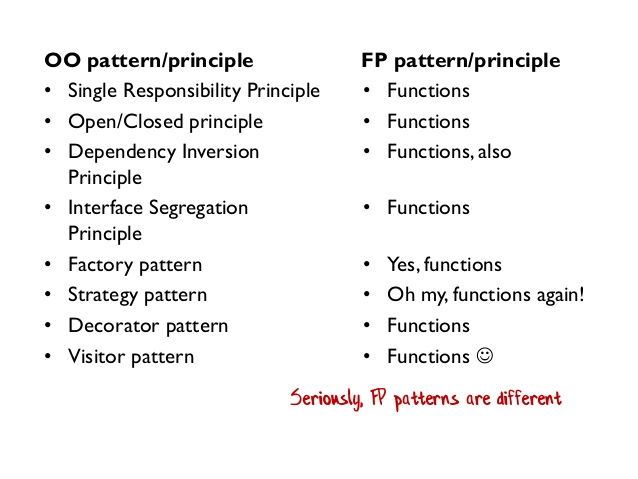 OO pattern/principle
• Single Responsibility Principle
• Open/Closed principle
• Dependency Inversion
Principle
• Interface Segregation
Principle
• Factory pattern
• Strategy pattern
• Decorator pattern
• Visitor pattern
FP pattern/principle
• Functions
• Functions
• Functions, also
• Functions
• Yes, functions
• Oh my, functions again!
• Functions
• Functions ☺
Seriously, FP patterns are different